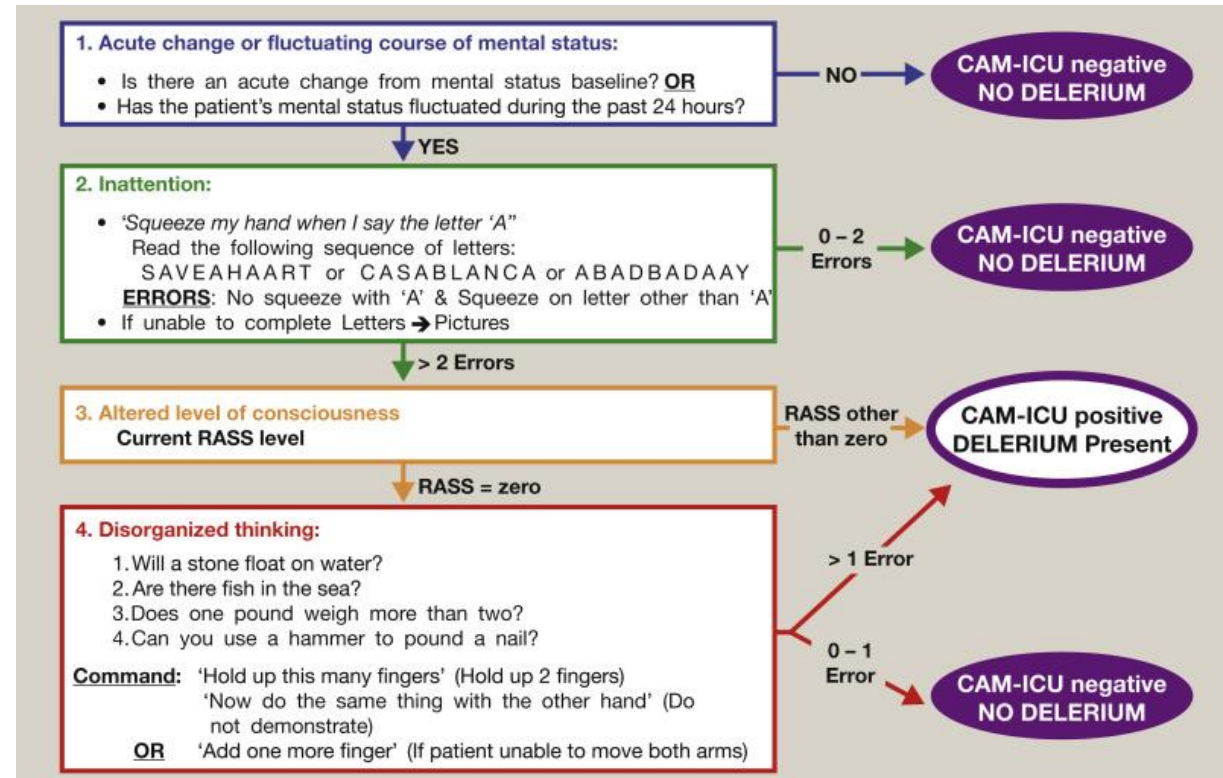 1. Acute change or fluctuating course of mental status:
• Is there an acute change from mental status baseline? OR
• Has the patient's mental status fluctuated during the past 24 hours?
NO
CAM-ICU negative
NO DELERIUM
YES
2. Inattention:
• 'Squeeze my hand when I say the letter 'A"
Read the following sequence of letters:
S A V E A H A A R T or C A S A B L A N C A or A B A D B A D A A Y
ERRORS: No squeeze with 'A' & Squeeze on letter other than 'A'
• If unable to complete Letters ➔ Pictures
0 – 2
Errors
CAM-ICU negative
NO DELERIUM
> 2 Errors
3. Altered level of consciousness
Current RASS level
RASS other
than zero
CAM-ICU positive
DELERIUM Present
RASS = zero
4. Disorganized thinking:
1. Will a stone float on water?
2. Are there fish in the sea?
3. Does one pound weigh more than two?
4. Can you use a hammer to pound a nail?
Command: 'Hold up this many fingers' (Hold up 2 fingers)
'Now do the same thing with the other hand' (Do
not demonstrate)
OR 'Add one more finger' (If patient unable to move both arms)
> 1 Error
0 – 1
Error
CAM-ICU negative
NO DELERIUM